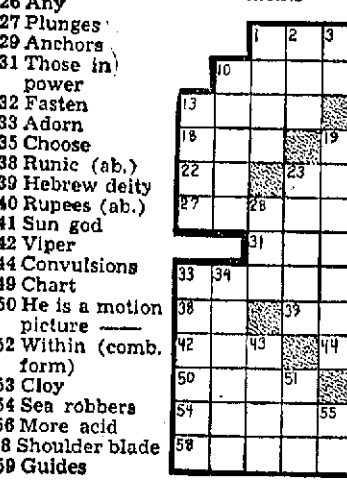 26 Any
27 Plunges
29 Anchors
31 Those in
power
32 Fasten
33 Adorn
35 Choose
38 Runic (ab.)
39 Hebrew deity
40 Rupees (ab.)
41 Sun god
42 Viper
44 Convulsions
49 Chart
50 He is a motion
picture —
52 Within (comb.
form)
53 Cloy
54 Sea robbers
56 More acid
58 Shoulder blade
59 Guides
1 2 3
10
13
18 19
22 23
27 28
31
33 34
38 39
42 43 44
50 51
54 55
58